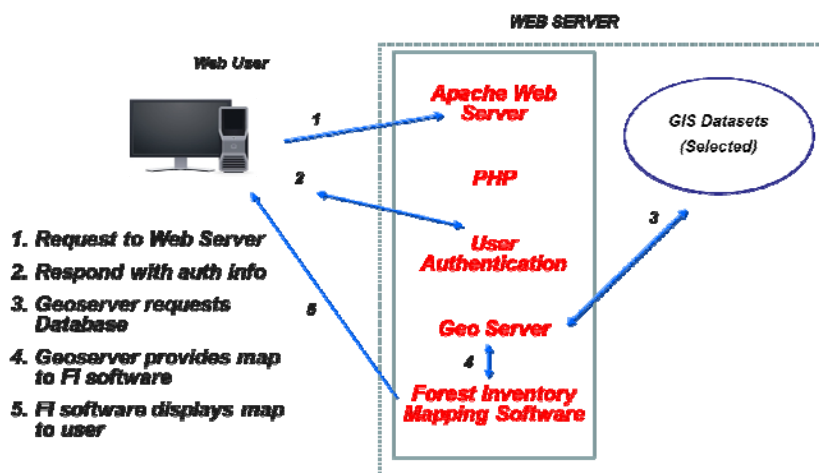 WEB SERVER
Web User
Apache Web
Server
GIS Datasets
(Selected)
1
PHP
2
3
1. Request to Web Server
2. Respond with auth info
3. Geoserver requests
Database
4. Geoserver provides map
to FI software
5. FI software displays map
to user
User
Authentication
5
Geo Server
4
Forest Inventory
Mapping Software